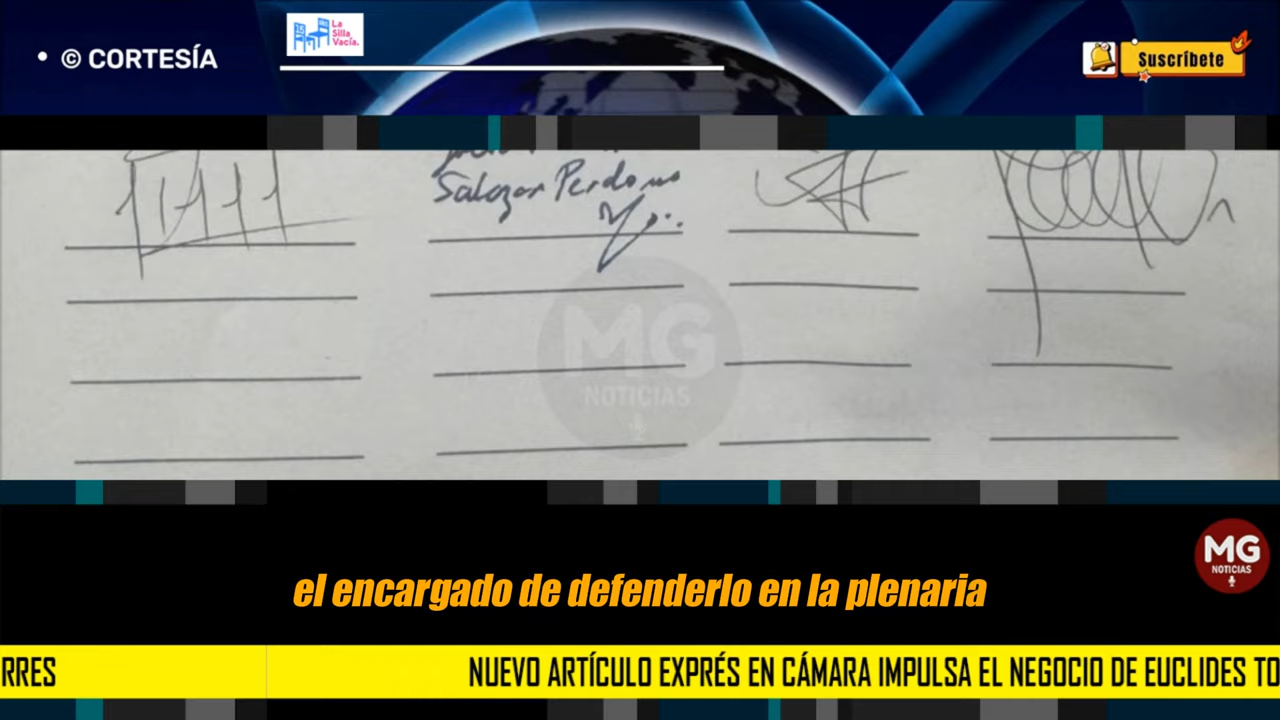 • © CORTESÍA
La
Silla
Vacía.
Suscríbete
Salazar Perdomo
MG
NOTICIAS
MG
NOTICIAS
el encargado de defenderlo en la plenaria
RRES NUEVO ARTÍCULO EXPRÉS EN CÁMARA IMPULSA EL NEGOCIO DE EUCLIDES TO